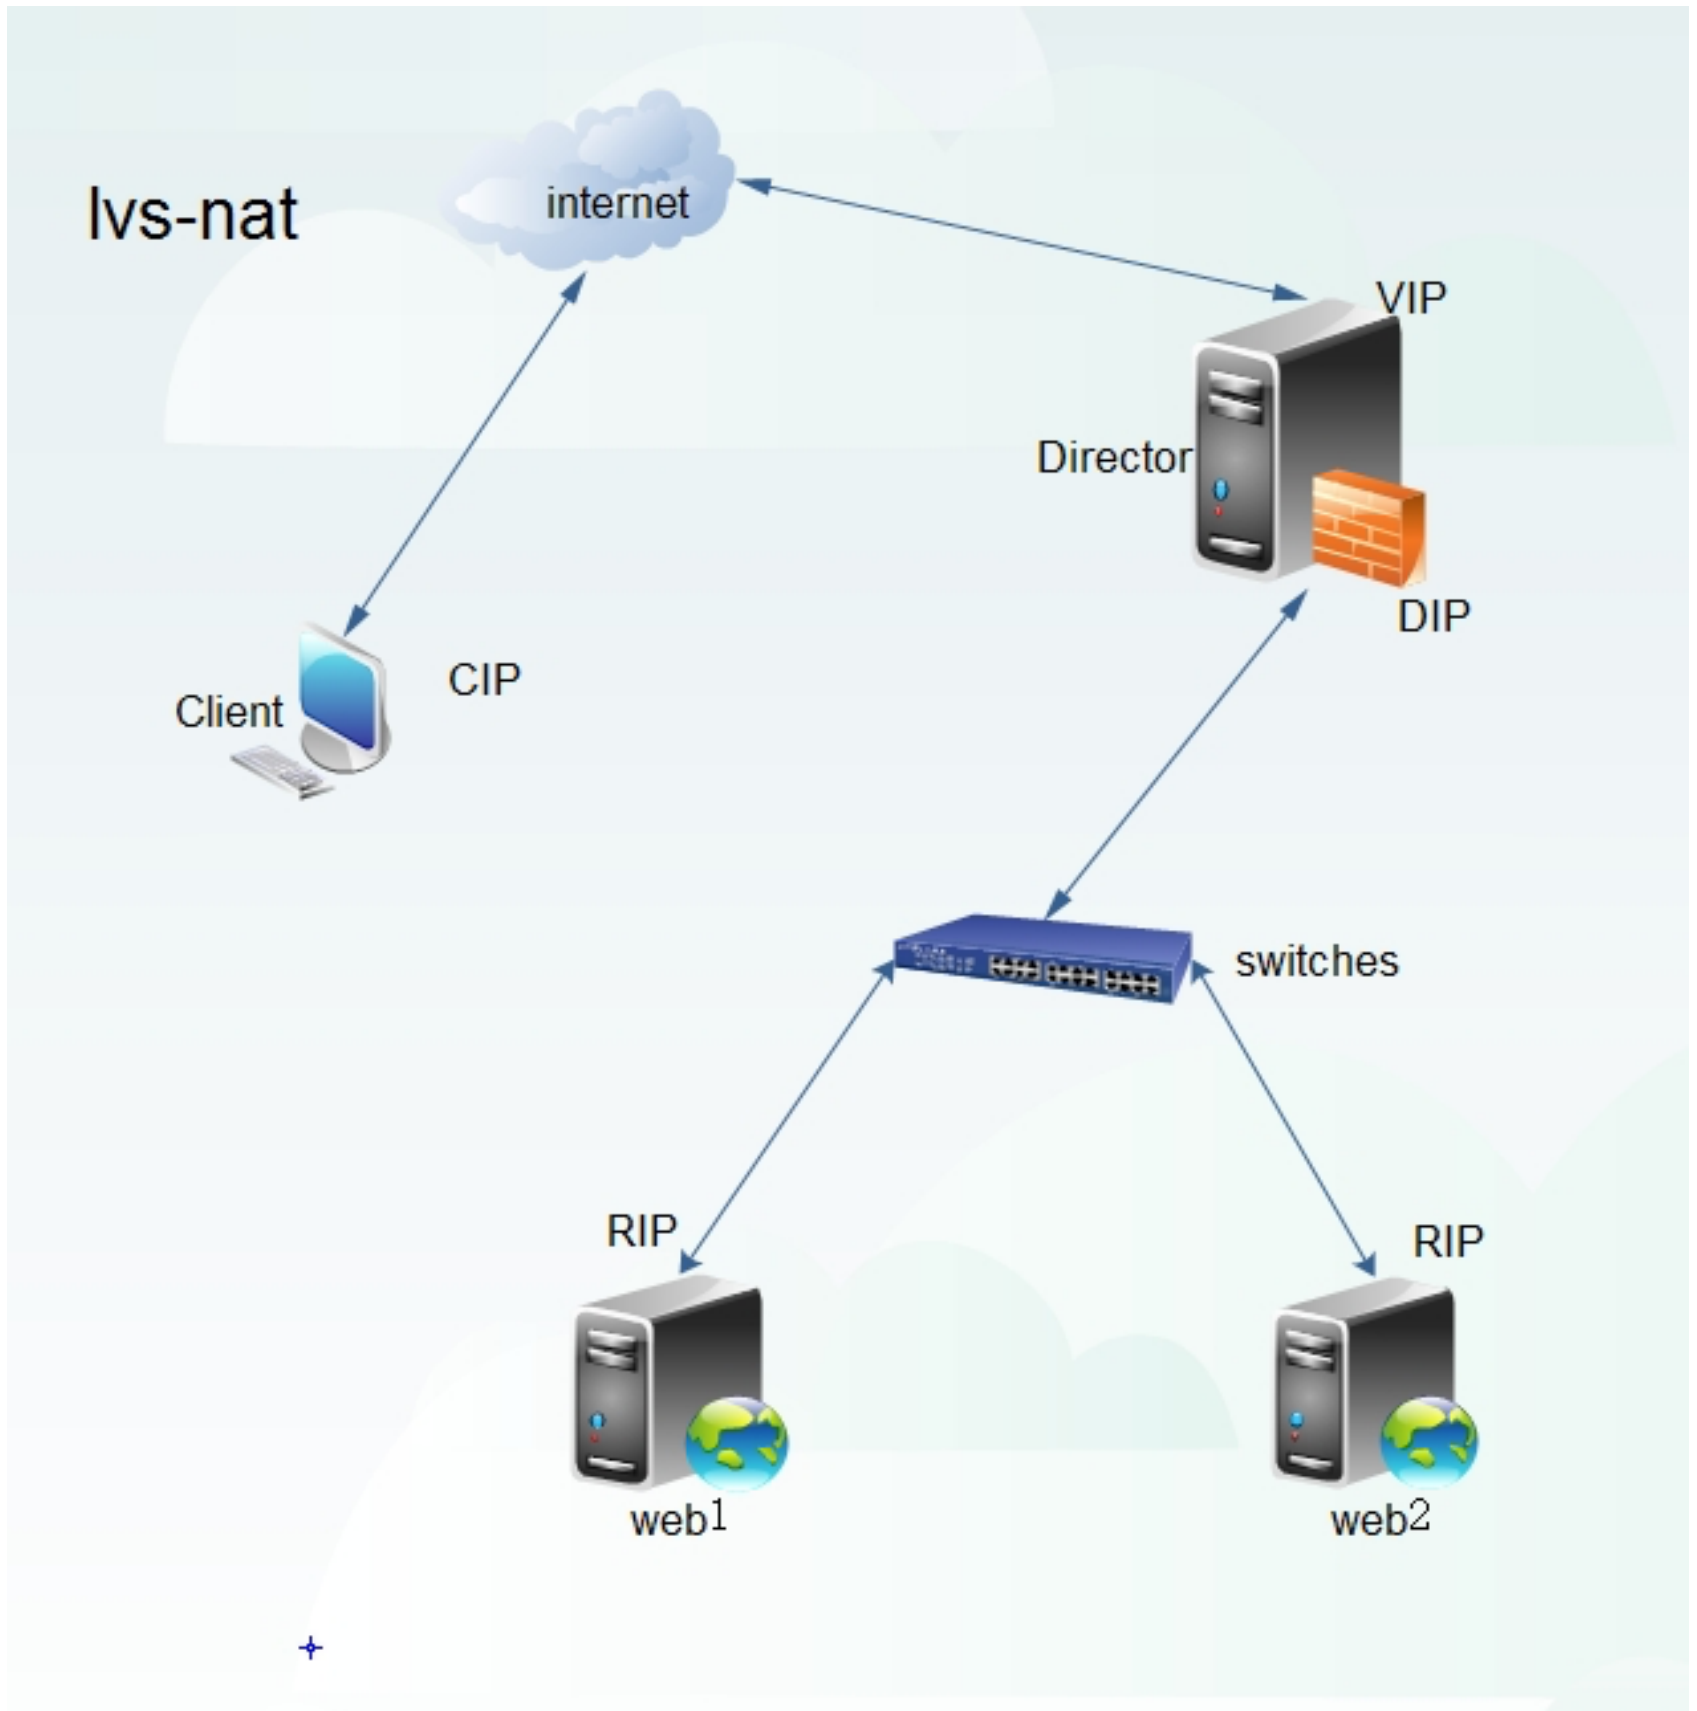 lvs-nat
internet
VIP
Director
DIP
CIP
Client
switches
RIP
RIP
web1
web2